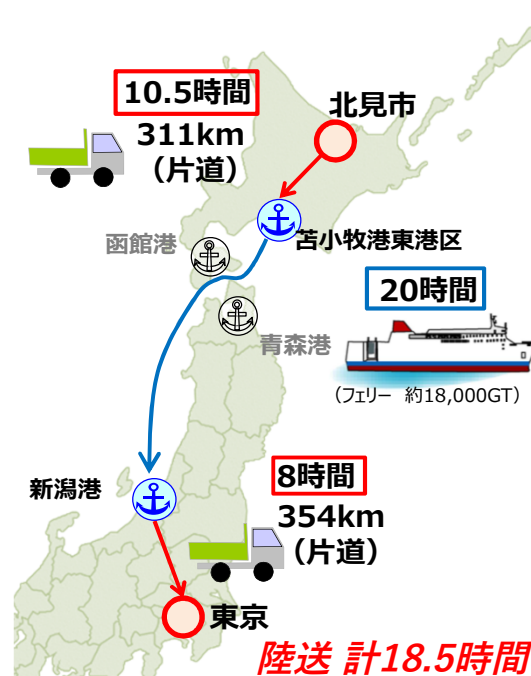 10.5時間
311km
（片道）
北見市
函館港
苫小牧港東港区
20時間
青森港
（フェリー 約18,000GT）
新潟港
8時間
354km
（片道）
東京
陸送 計18.5時間